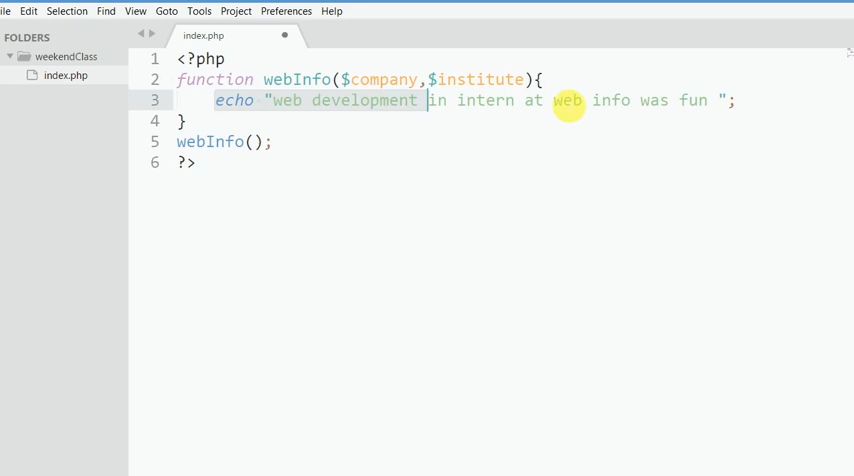 ile Edit Selection Find View Goto Tools Project Preferences Help
FOLDERS
weekendClass
index.php
index.php
1 <?php
2 function webInfo($company,$institute){
3 echo "web development in intern at web info was fun ";
4 }
5 webInfo();
6 ?>